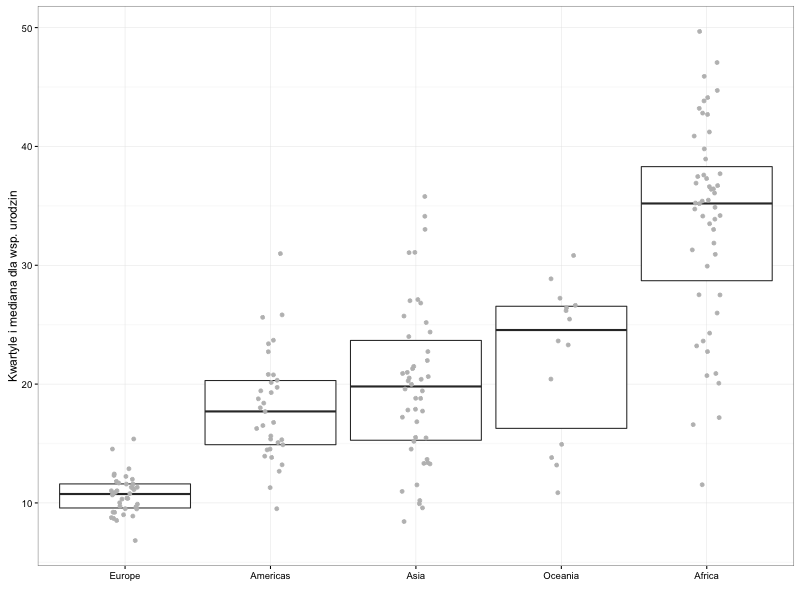 Kwartyle i mediana dla wsp. urodzin
50
40
30
20
10
Europe
Americas
Asia
Oceania
Africa